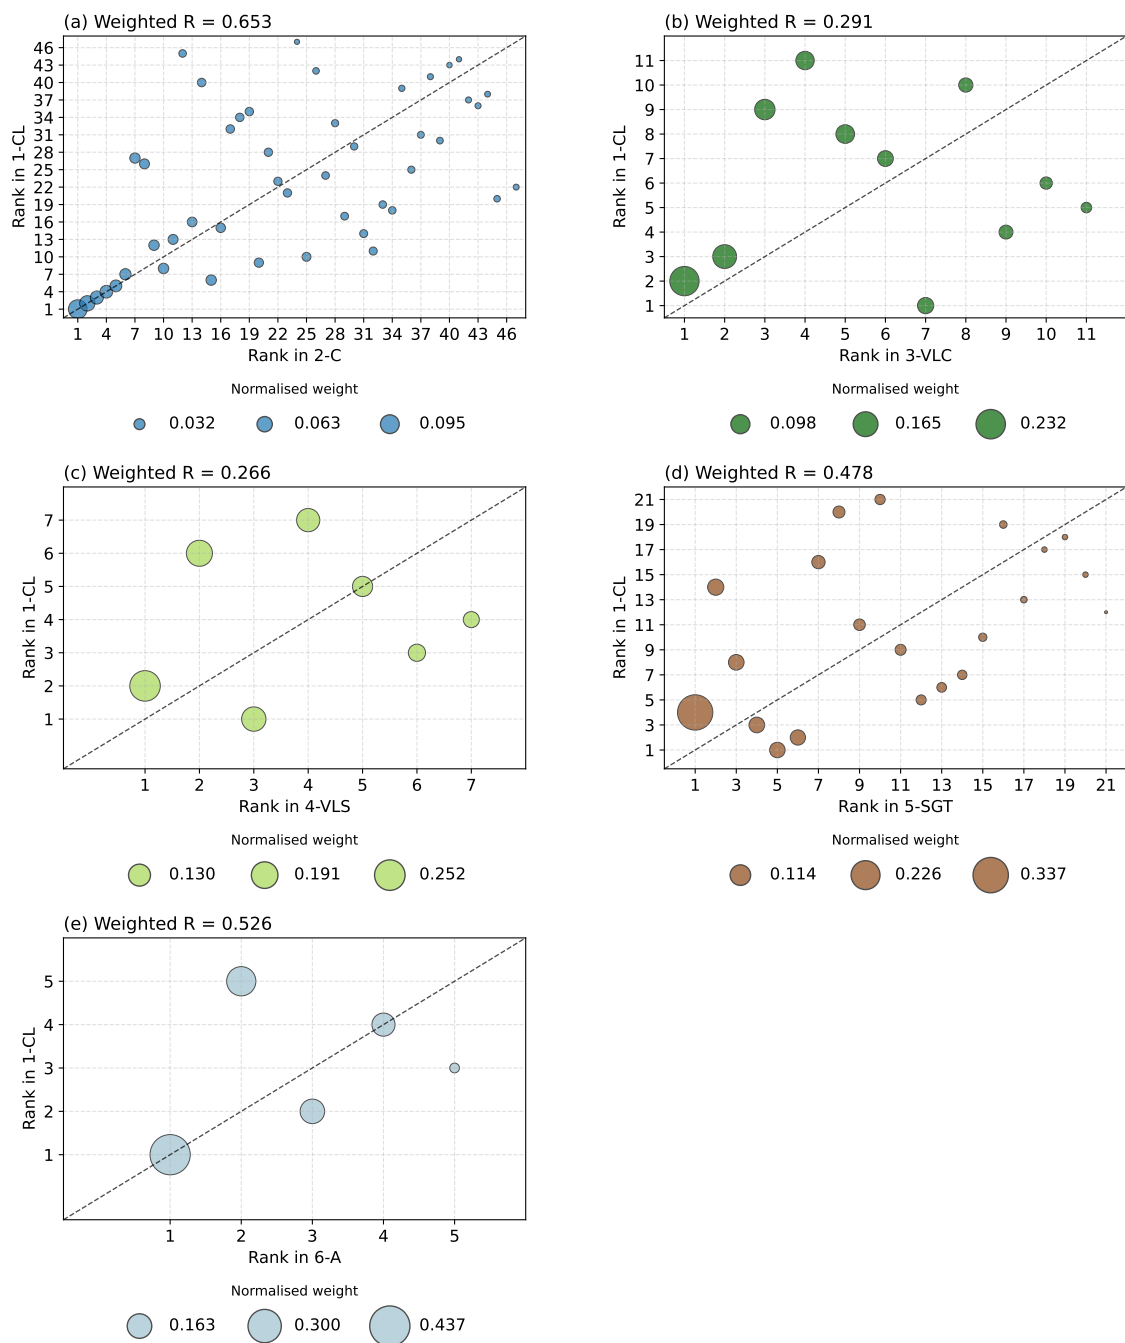 (a) Weighted R = 0.653
Rank in 1-CL
46
43
40
37
34
31
28
25
22
19
16
13
10
7
4
1
1 4 7 10 13 16 19 22 25 28 31 34 37 40 43 46
Rank in 2-C
Normalised weight
0.032 0.063 0.095
(b) Weighted R = 0.291
Rank in 1-CL
11
10
9
8
7
6
5
4
3
2
1
1 2 3 4 5 6 7 8 9 10 11
Rank in 3-VLC
Normalised weight
0.098 0.165 0.232
(c) Weighted R = 0.266
Rank in 1-CL
7
6
5
4
3
2
1
1 2 3 4 5 6 7
Rank in 4-VLS
Normalised weight
0.130 0.191 0.252
(d) Weighted R = 0.478
Rank in 1-CL
21
19
17
15
13
11
9
7
5
3
1
1 3 5 7 9 11 13 15 17 19 21
Rank in 5-SGT
Normalised weight
0.114 0.226 0.337
(e) Weighted R = 0.526
Rank in 1-CL
5
4
3
2
1
1 2 3 4 5
Rank in 6-A
Normalised weight
0.163 0.300 0.437